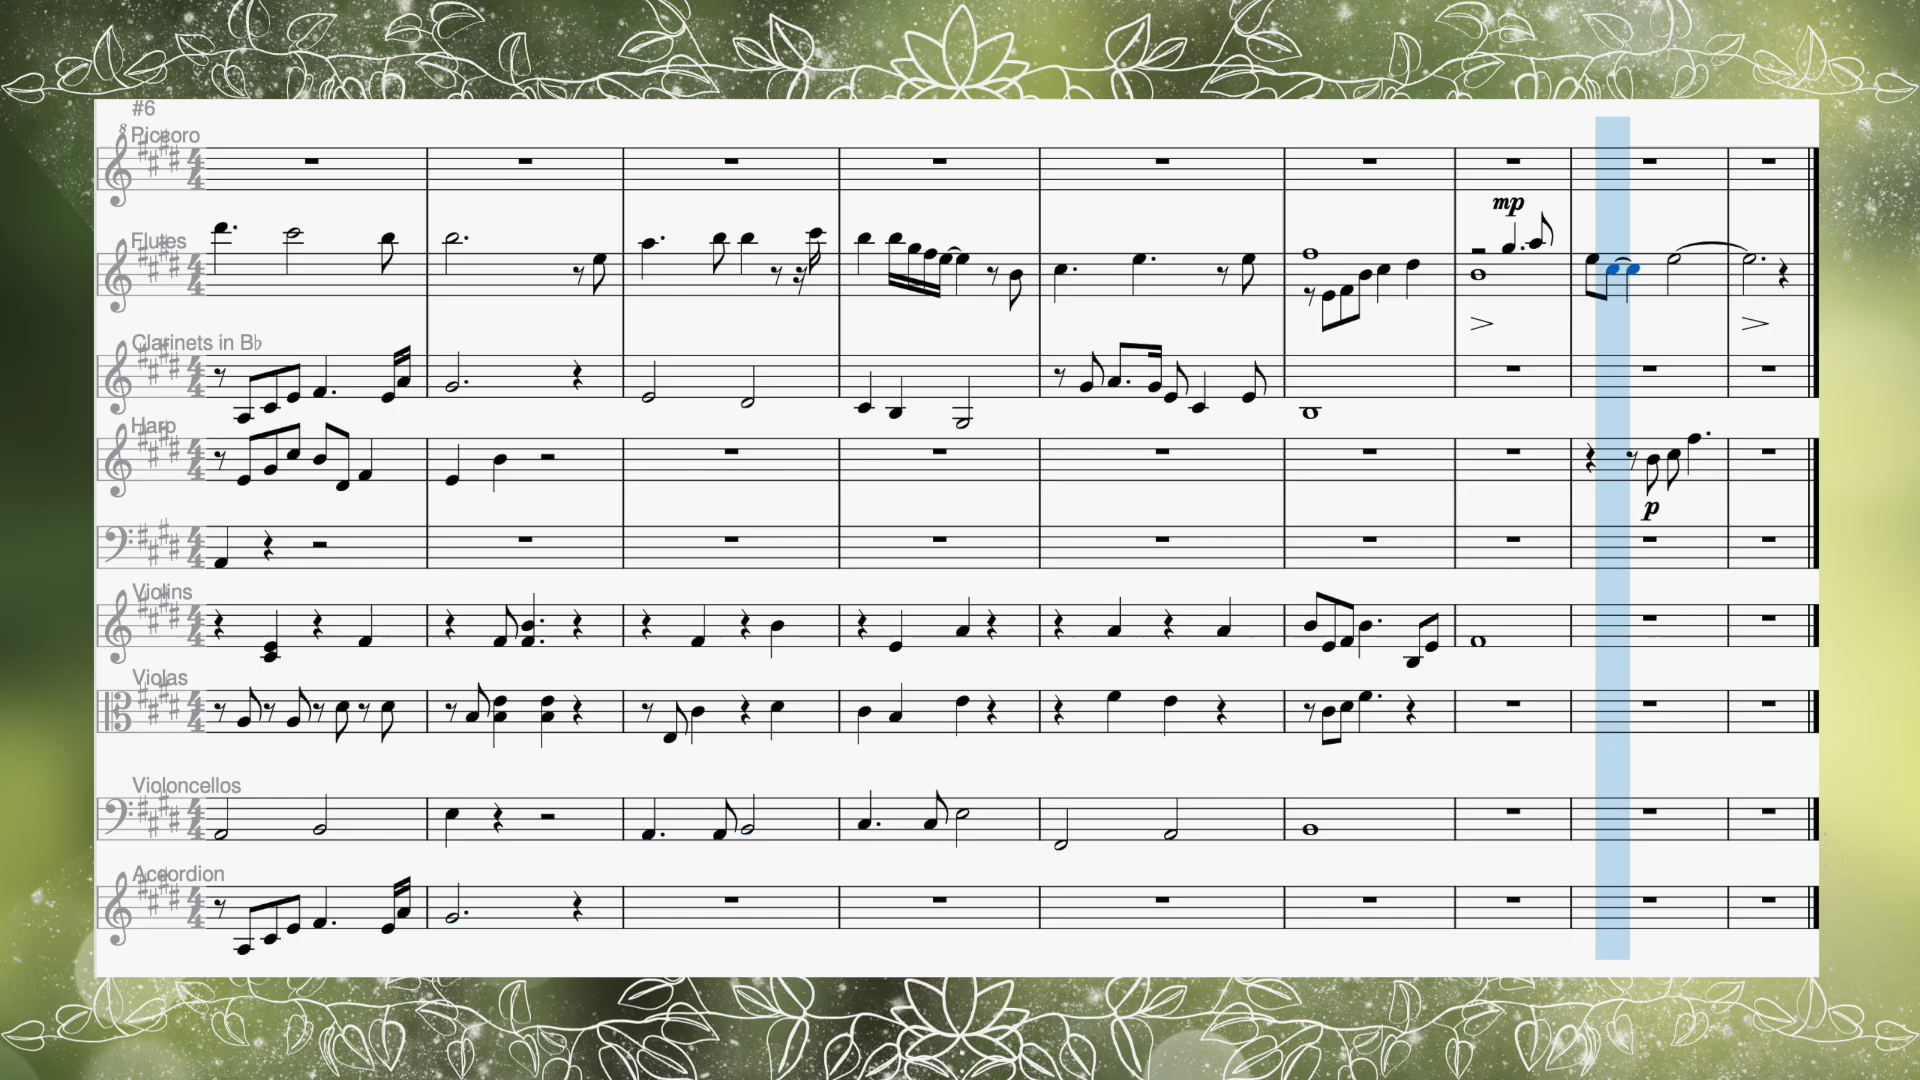 #6
Piccoro
Flutes
mp
Clarinets in B♭
Harp
p
Violins
Violas
Violoncellos
Accordion